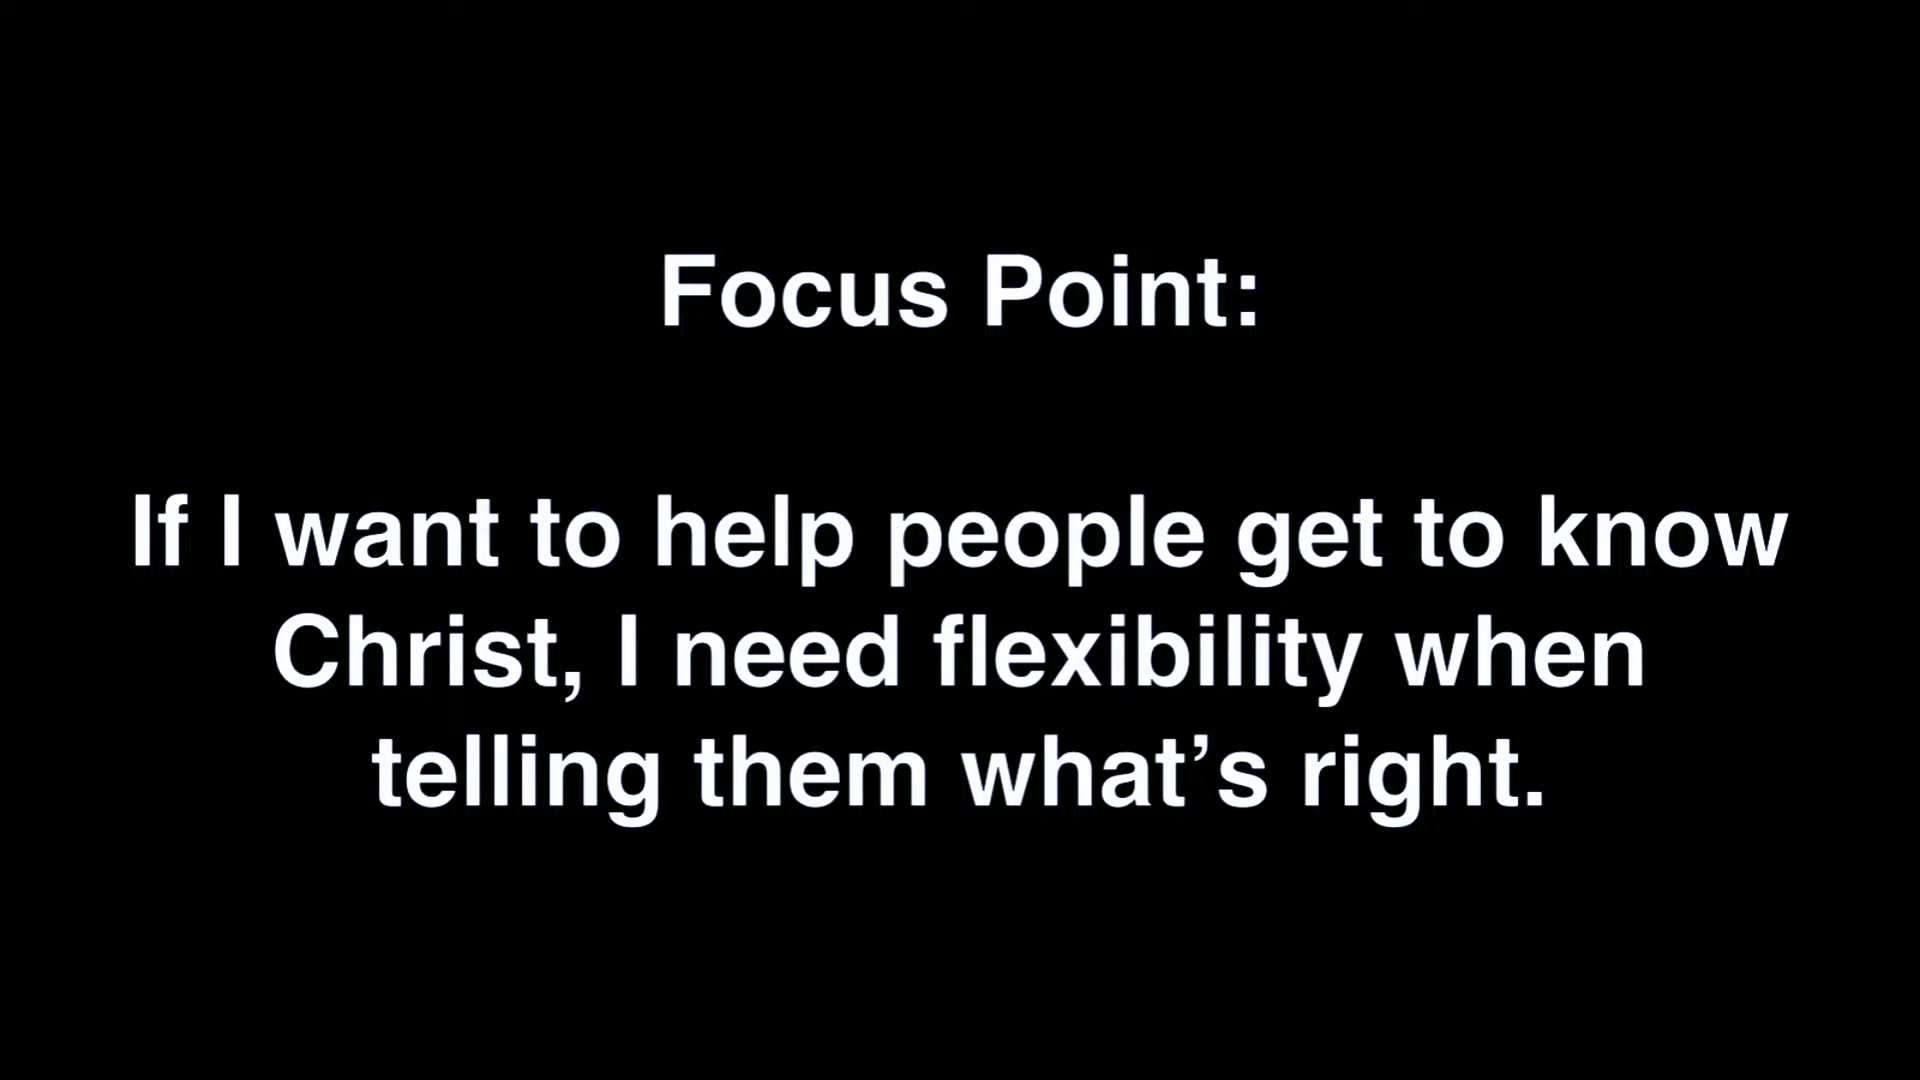 Focus Point:
If I want to help people get to know
Christ, I need flexibility when
telling them what’s right.